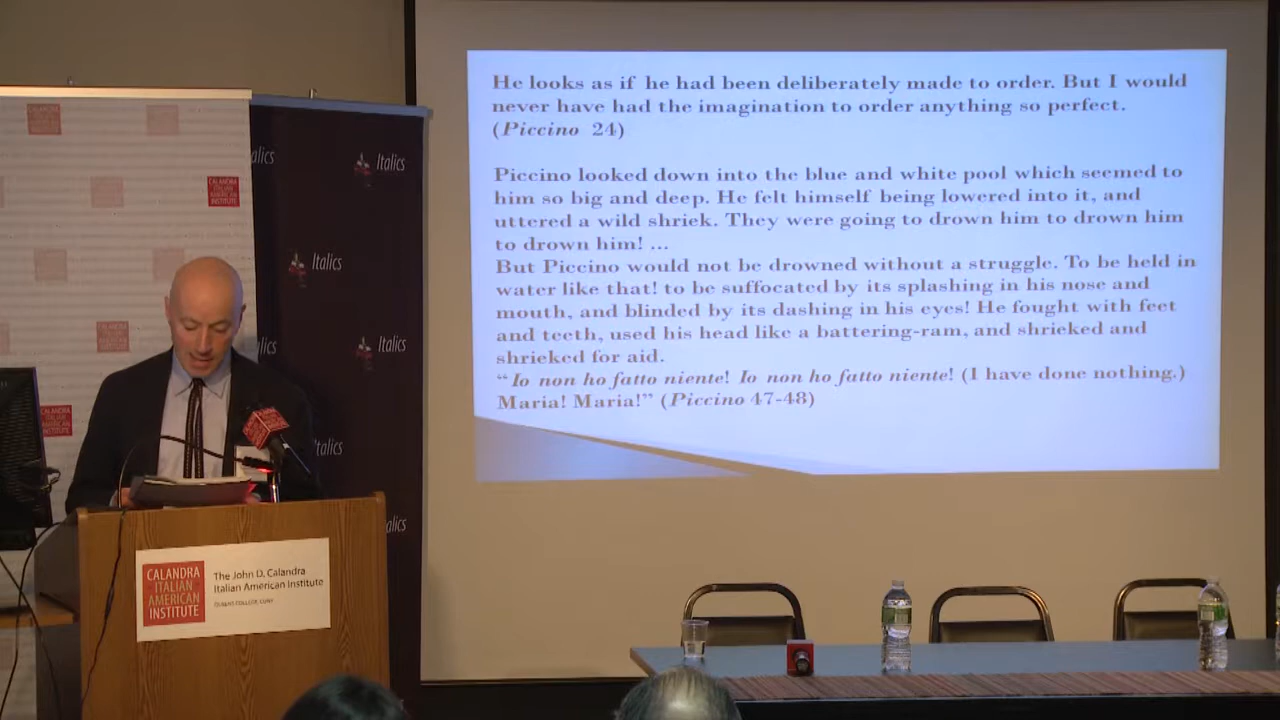 He looks as if he had been deliberately made to order. But I would
never have had the imagination to order anything so perfect.
(Piccino 24)
Piccino looked down into the blue and white pool which seemed to
him so big and deep. He felt himself being lowered into it, and
uttered a wild shriek. They were going to drown him to drown him
to drown him! ...
But Piccino would not be drowned without a struggle. To be held in
water like that! to be suffocated by its splashing in his nose and
mouth, and blinded by its dashing in his eyes! He fought with feet
and teeth, used his head like a battering-ram, and shrieked and
shrieked for aid.
“Io non ho fatto niente! Io non ho fatto niente! (I have done nothing.)
Maria! Maria!” (Piccino 47-48)
CALANDRA
ITALIAN
AMERICAN
INSTITUTE
alics
Italics
Italics
alics
Italics
Italics
alics
CALANDRA
ITALIAN
AMERICAN
INSTITUTE
The John D. Calandra
Italian American Institute
QUEENS COLLEGE, CUNY